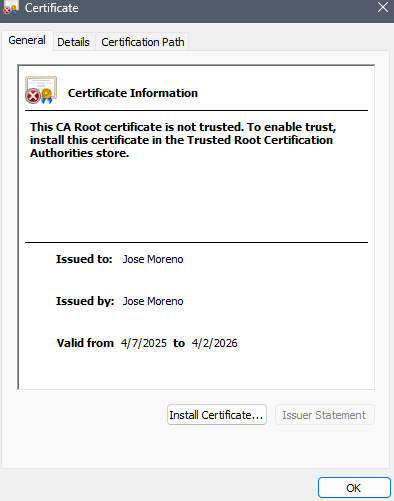 Certificate
General Details Certification Path
Certificate Information
This CA Root certificate is not trusted. To enable trust,
install this certificate in the Trusted Root Certification
Authorities store.
Issued to: Jose Moreno
Issued by: Jose Moreno
Valid from 4/7/2025 to 4/2/2026
Install Certificate... Issuer Statement
OK